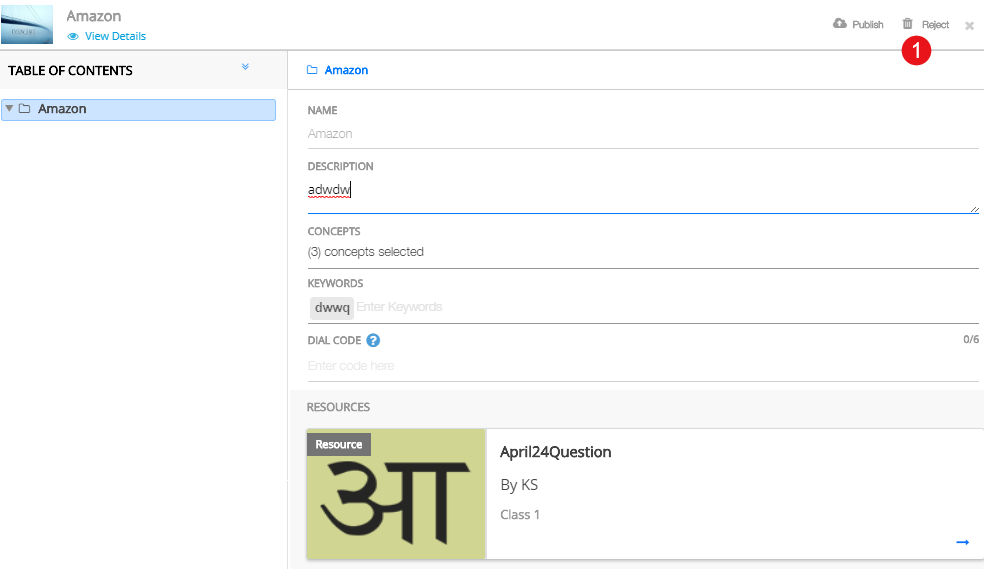 Amazon
View Details
Publish
Reject
1
TABLE OF CONTENTS
Amazon
Amazon
NAME
Amazon
DESCRIPTION
adwdw
CONCEPTS
(3) concepts selected
KEYWORDS
dwwq Enter Keywords
DIAL CODE ?
0/6
Enter code here
RESOURCES
Resource
आ
April24Question
By KS
Class 1